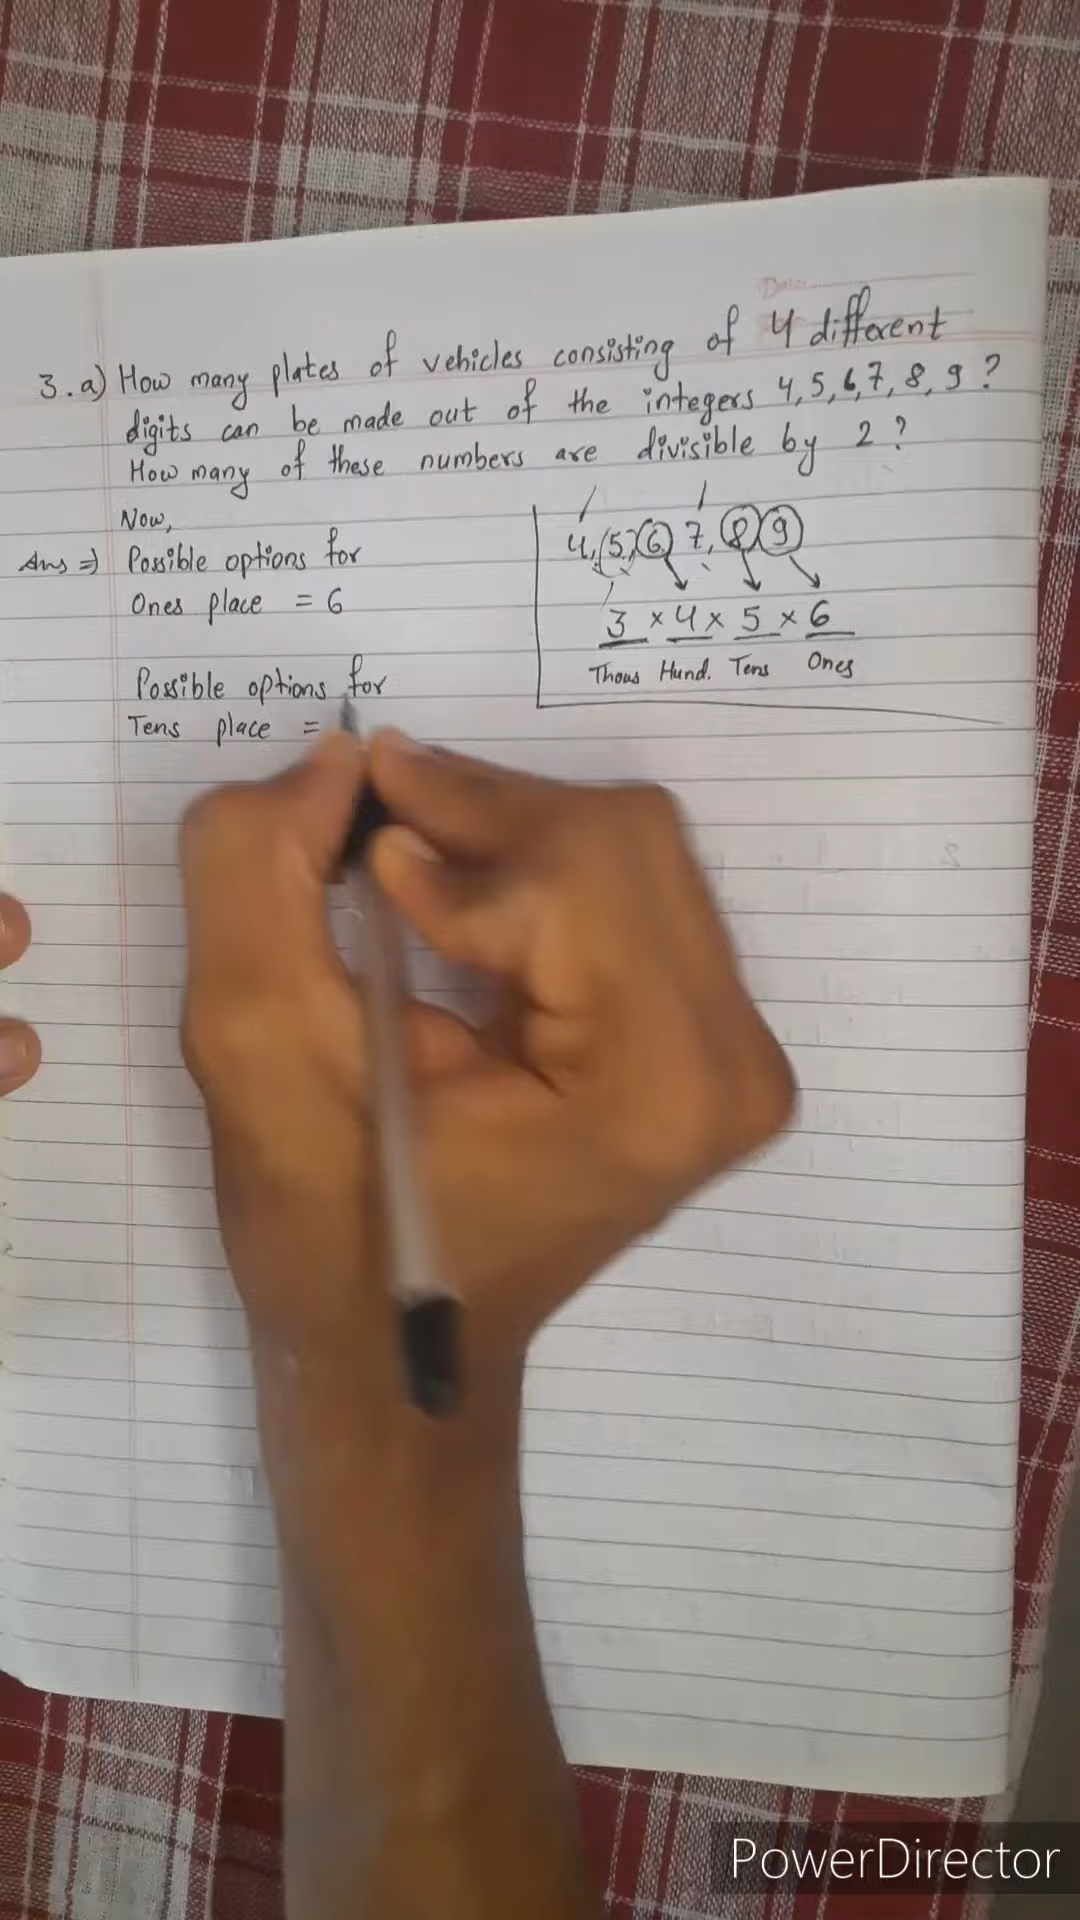 Date
3.a) How many plates of vehicles consisting of 4 different
digits can be made out of the integers 4,5,6,7,8,9?
How many of these numbers are divisible by 2?
Now,
Ans ⇒ Possible options for
Ones place = 6
Possible options for
Tens place =
4, 5, 6 7, 8 9
3 × 4 × 5 × 6
Thous Hund. Tens Ones
PowerDirector